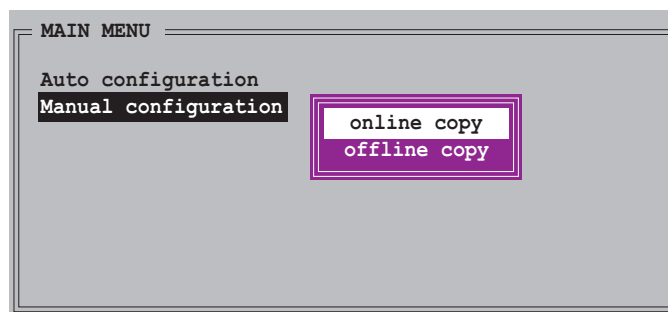 MAIN MENU
Auto configuration
Manual configuration
online copy
offline copy